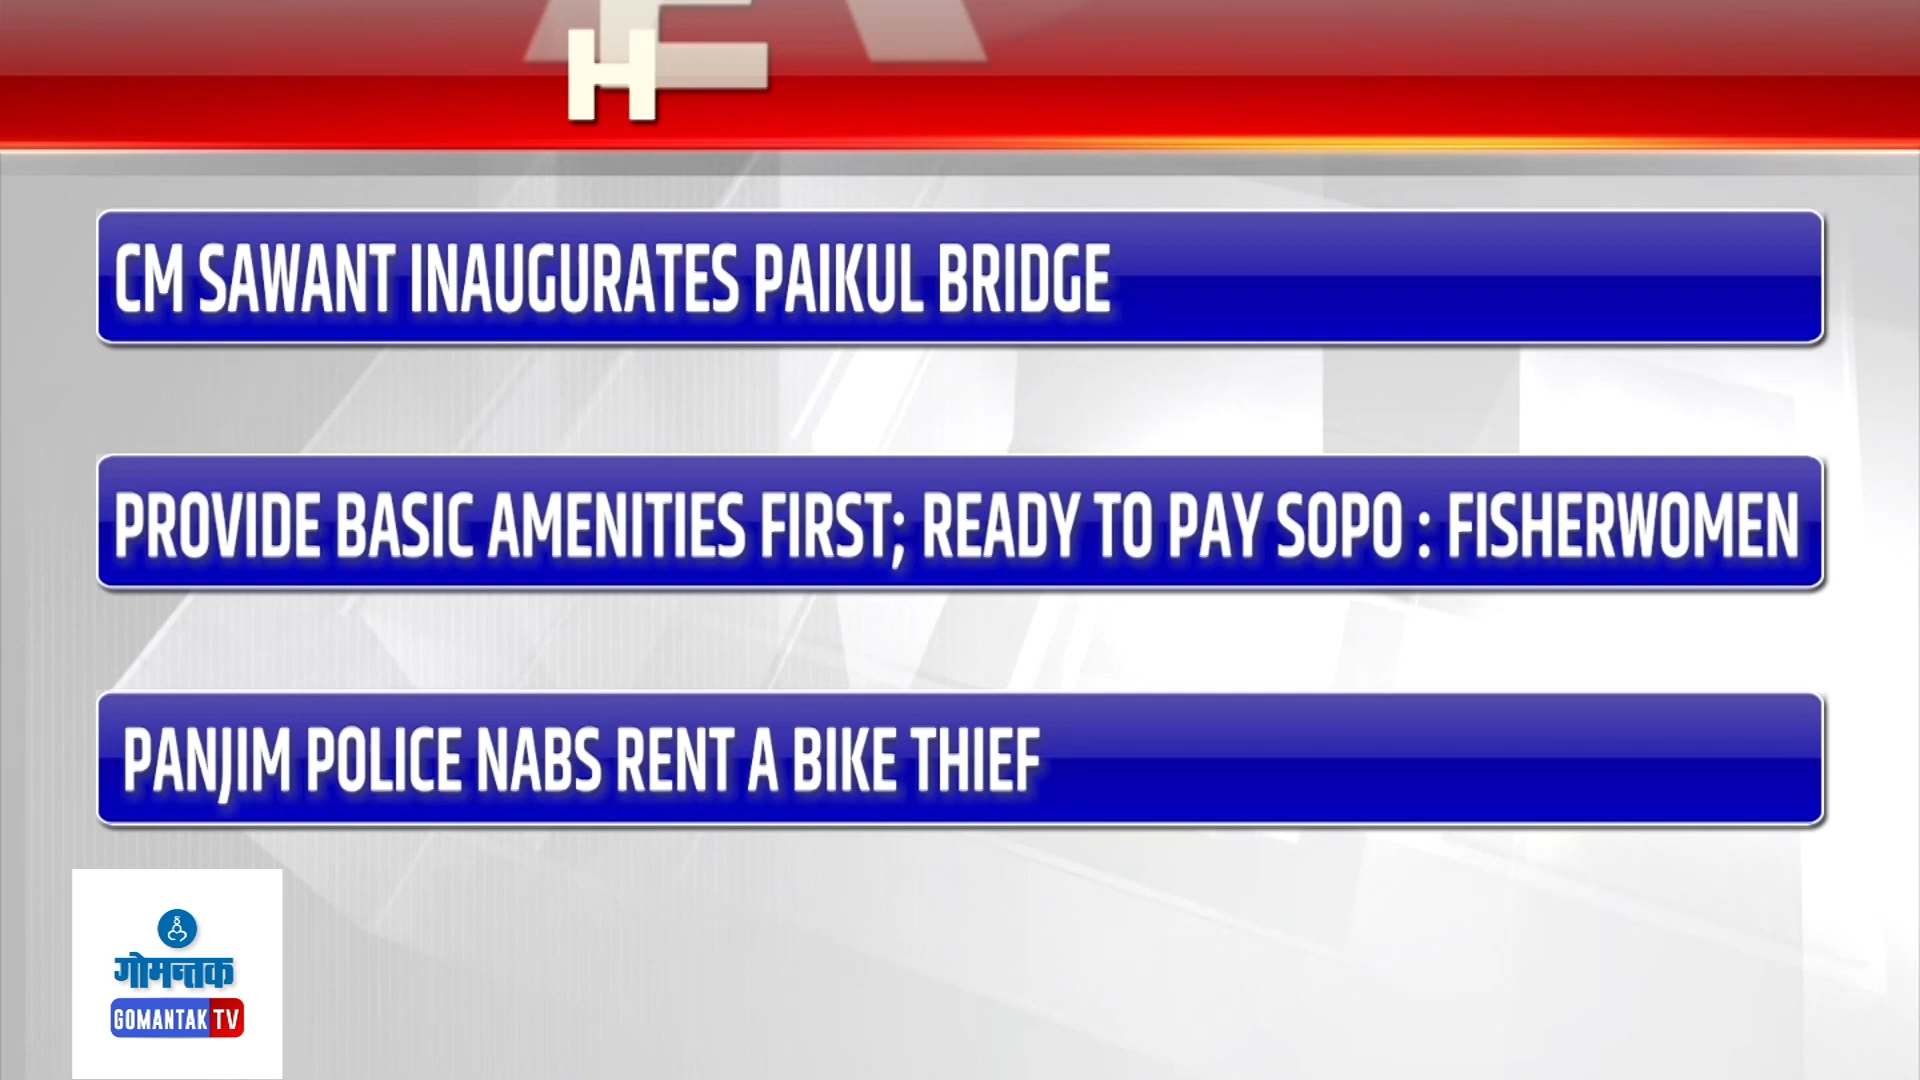 H
CM SAWANT INAUGURATES PAIKUL BRIDGE
PROVIDE BASIC AMENITIES FIRST; READY TO PAY SOPO : FISHERWOMEN
PANJIM POLICE NABS RENT A BIKE THIEF
गोमन्तक
GOMANTAK TV